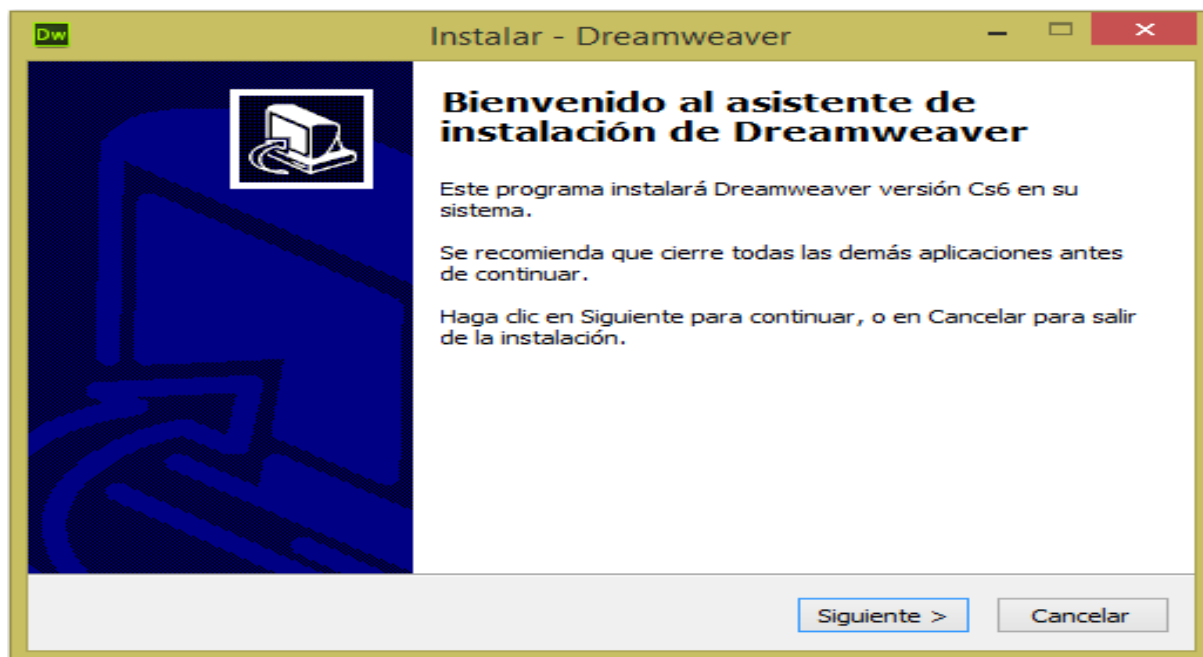 Dw
Instalar - Dreamweaver
Bienvenido al asistente de
instalación de Dreamweaver
Este programa instalará Dreamweaver versión Cs6 en su
sistema.
Se recomienda que cierre todas las demás aplicaciones antes
de continuar.
Haga clic en Siguiente para continuar, o en Cancelar para salir
de la instalación.
Siguiente >
Cancelar